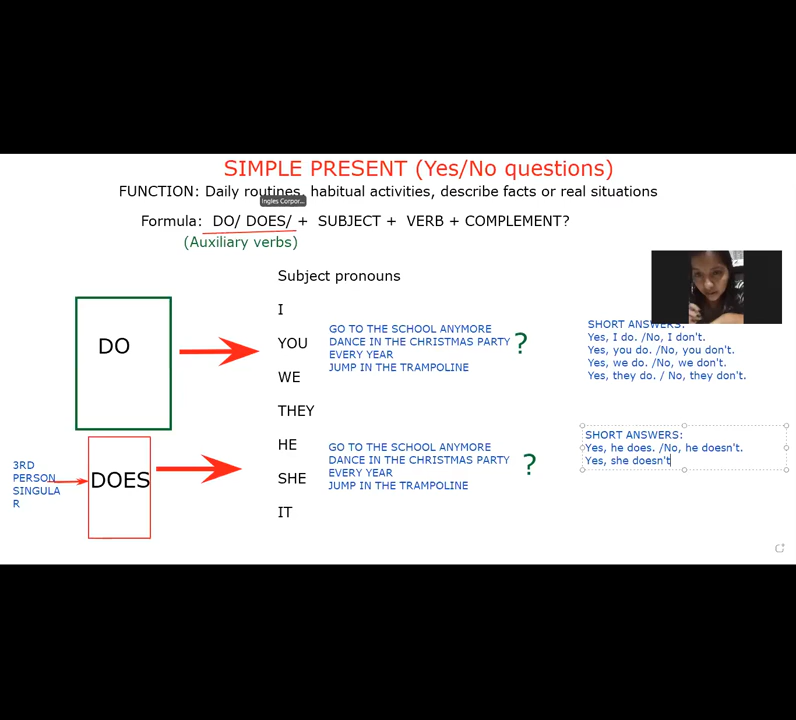 SIMPLE PRESENT (Yes/No questions)
FUNCTION: Daily routines, habitual activities, describe facts or real situations
Ingles Corpor...
Formula: DO/ DOES/ + SUBJECT + VERB + COMPLEMENT?
(Auxiliary verbs)
Subject pronouns
I
YOU
WE
THEY
HE
SHE
IT
DO
GO TO THE SCHOOL ANYMORE
DANCE IN THE CHRISTMAS PARTY
EVERY YEAR
JUMP IN THE TRAMPOLINE
?
SHORT ANSWERS:
Yes, I do. /No, I don't.
Yes, you do. /No, you don't.
Yes, we do. /No, we don't.
Yes, they do. / No, they don't.
3RD
PERSON
SINGULA
R
DOES
GO TO THE SCHOOL ANYMORE
DANCE IN THE CHRISTMAS PARTY
EVERY YEAR
JUMP IN THE TRAMPOLINE
?
SHORT ANSWERS:
Yes, he does. /No, he doesn't.
Yes, she doesn't